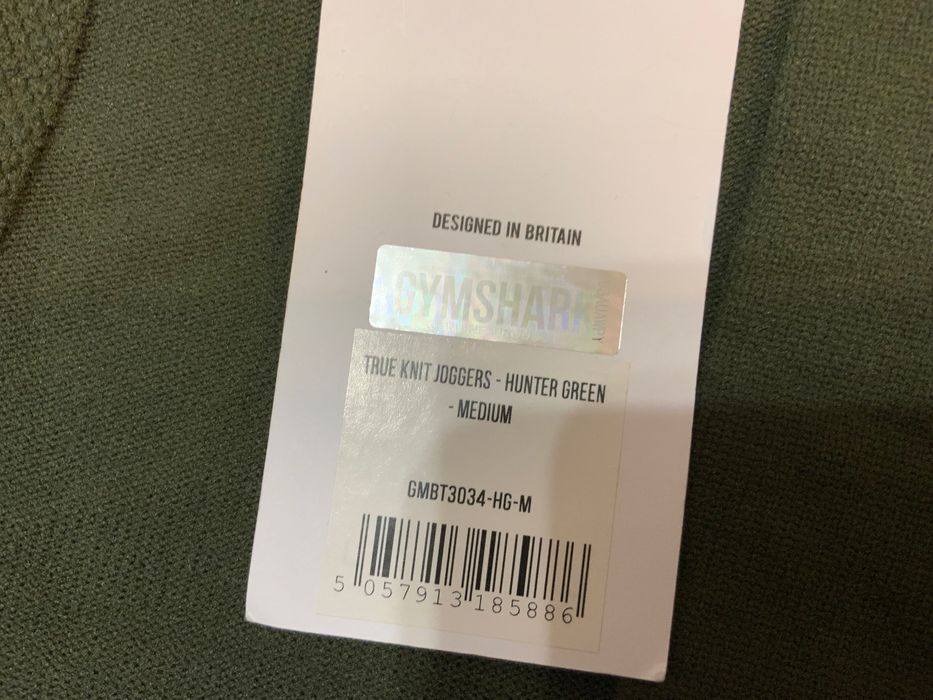 DESIGNED IN BRITAIN
GYMSHARK
TRUE KNIT JOGGERS - HUNTER GREEN
- MEDIUM
GMBT3034-HG-M
5 057913 185886